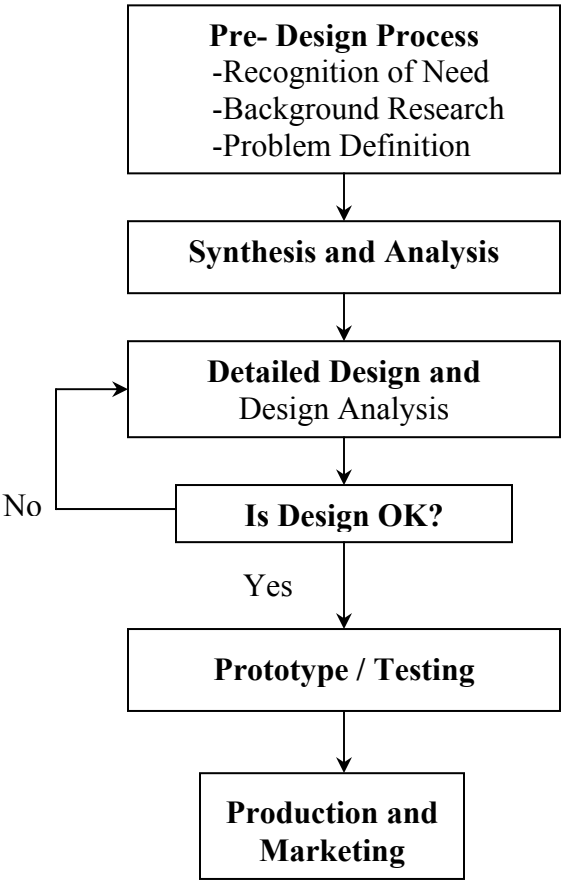 Pre- Design Process
-Recognition of Need
-Background Research
-Problem Definition
Synthesis and Analysis
Detailed Design and
Design Analysis
No
Is Design OK?
Yes
Prototype / Testing
Production and
Marketing